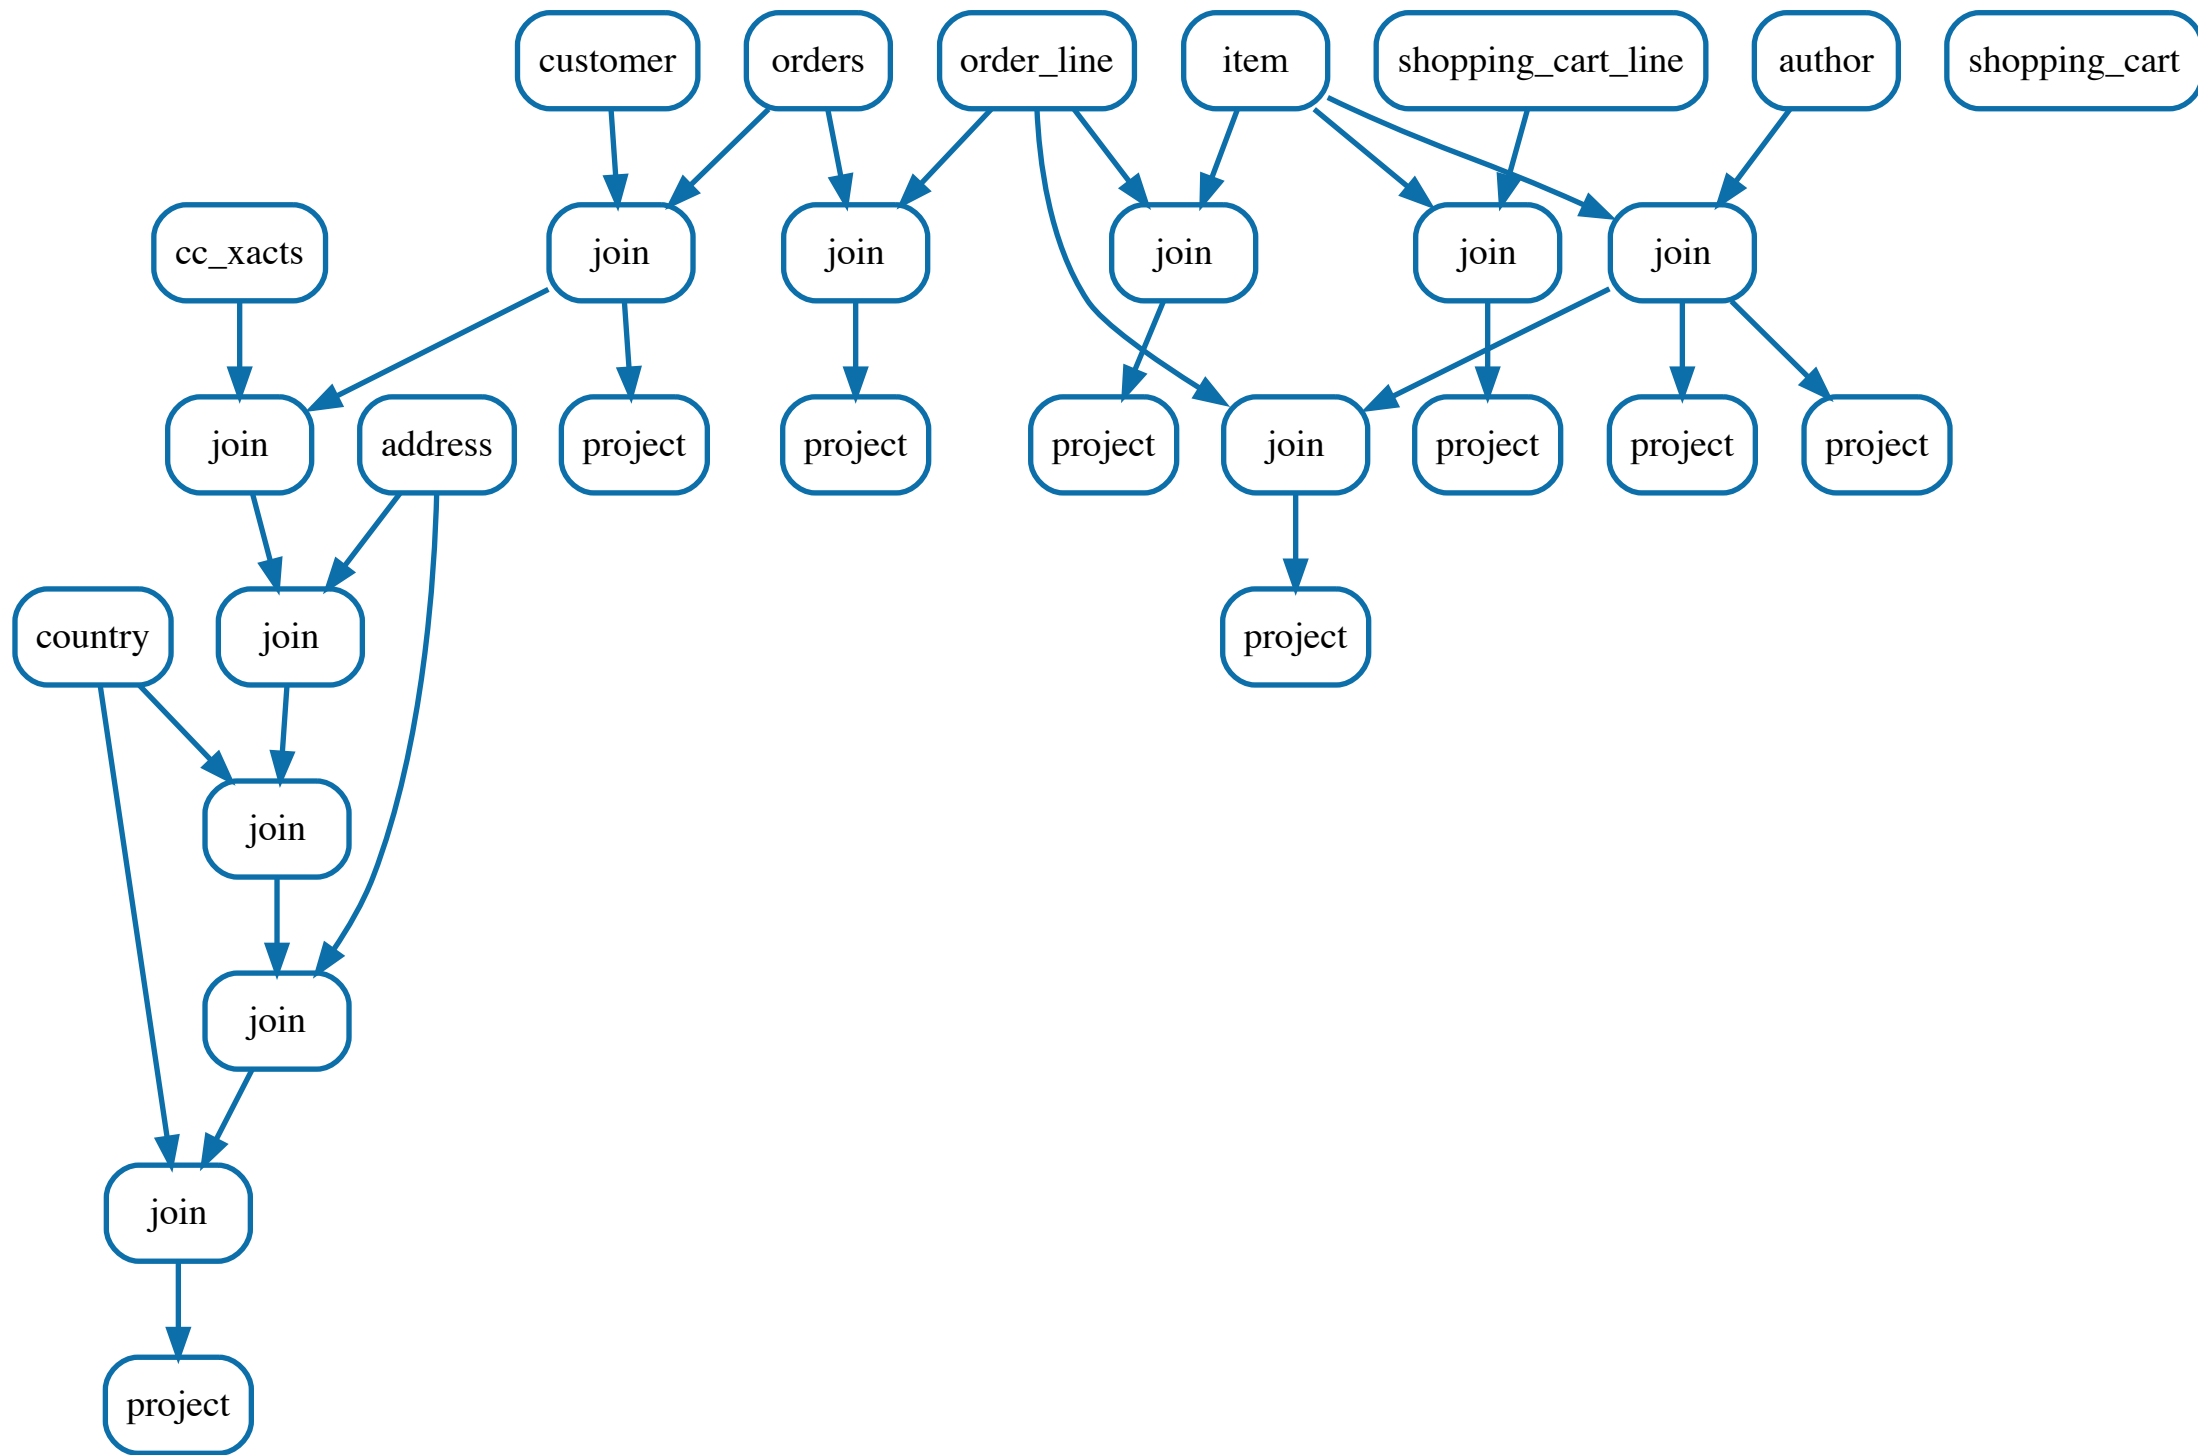 customer
orders
order_line
item
shopping_cart_line
author
shopping_cart
cc_xacts
join
join
join
join
join
join
address
project
project
project
join
project
project
project
country
join
project
join
join
join
project